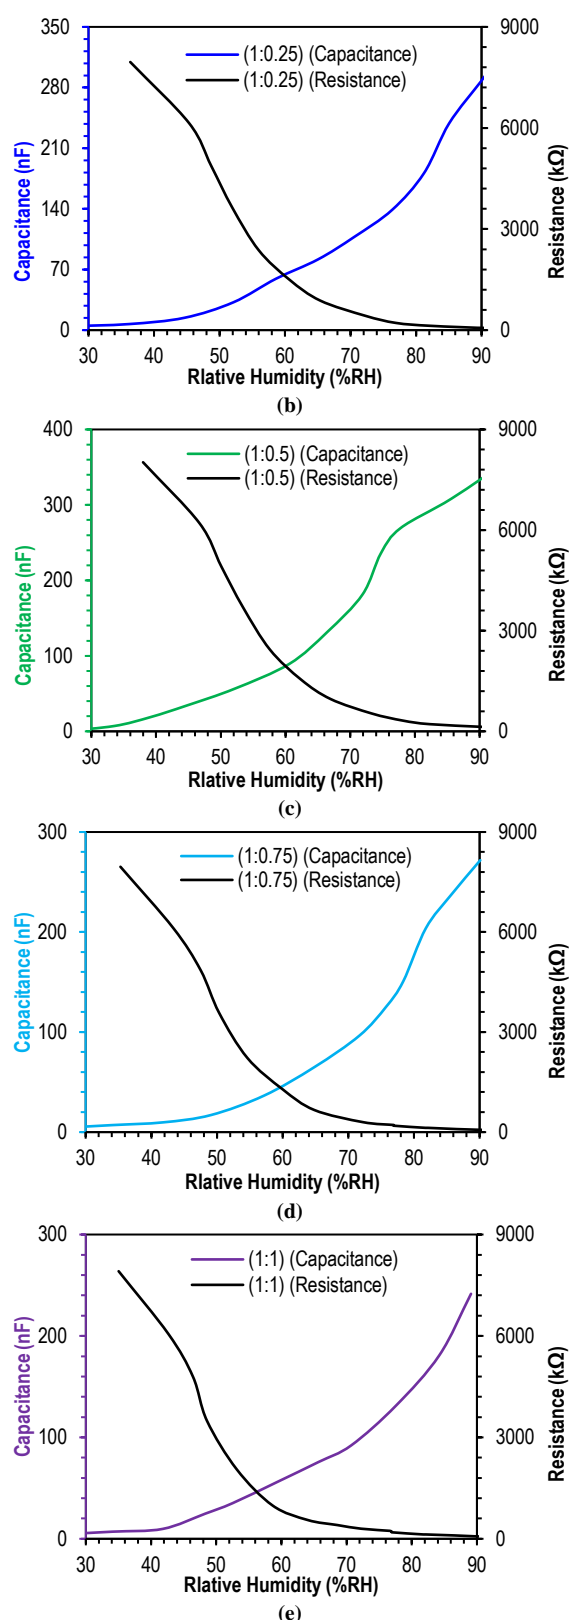 350
280
210
140
70
0
Capacitance (nF)
(1:0.25) (Capacitance)
(1:0.25) (Resistance)
9000
6000
3000
0
Resistance (kΩ)
30 40 50 60 70 80 90
Rlative Humidity (%RH)
(b)
400
300
200
100
0
Capacitance (nF)
(1:0.5) (Capacitance)
(1:0.5) (Resistance)
9000
6000
3000
0
Resistance (kΩ)
30 40 50 60 70 80 90
Rlative Humidity (%RH)
(c)
300
200
100
0
Capacitance (nF)
(1:0.75) (Capacitance)
(1:0.75) (Resistance)
9000
6000
3000
0
Resistance (kΩ)
30 40 50 60 70 80 90
Rlative Humidity (%RH)
(d)
300
200
100
0
Capacitance (nF)
(1:1) (Capacitance)
(1:1) (Resistance)
9000
6000
3000
0
Resistance (kΩ)
30 40 50 60 70 80 90
Rlative Humidity (%RH)
(e)